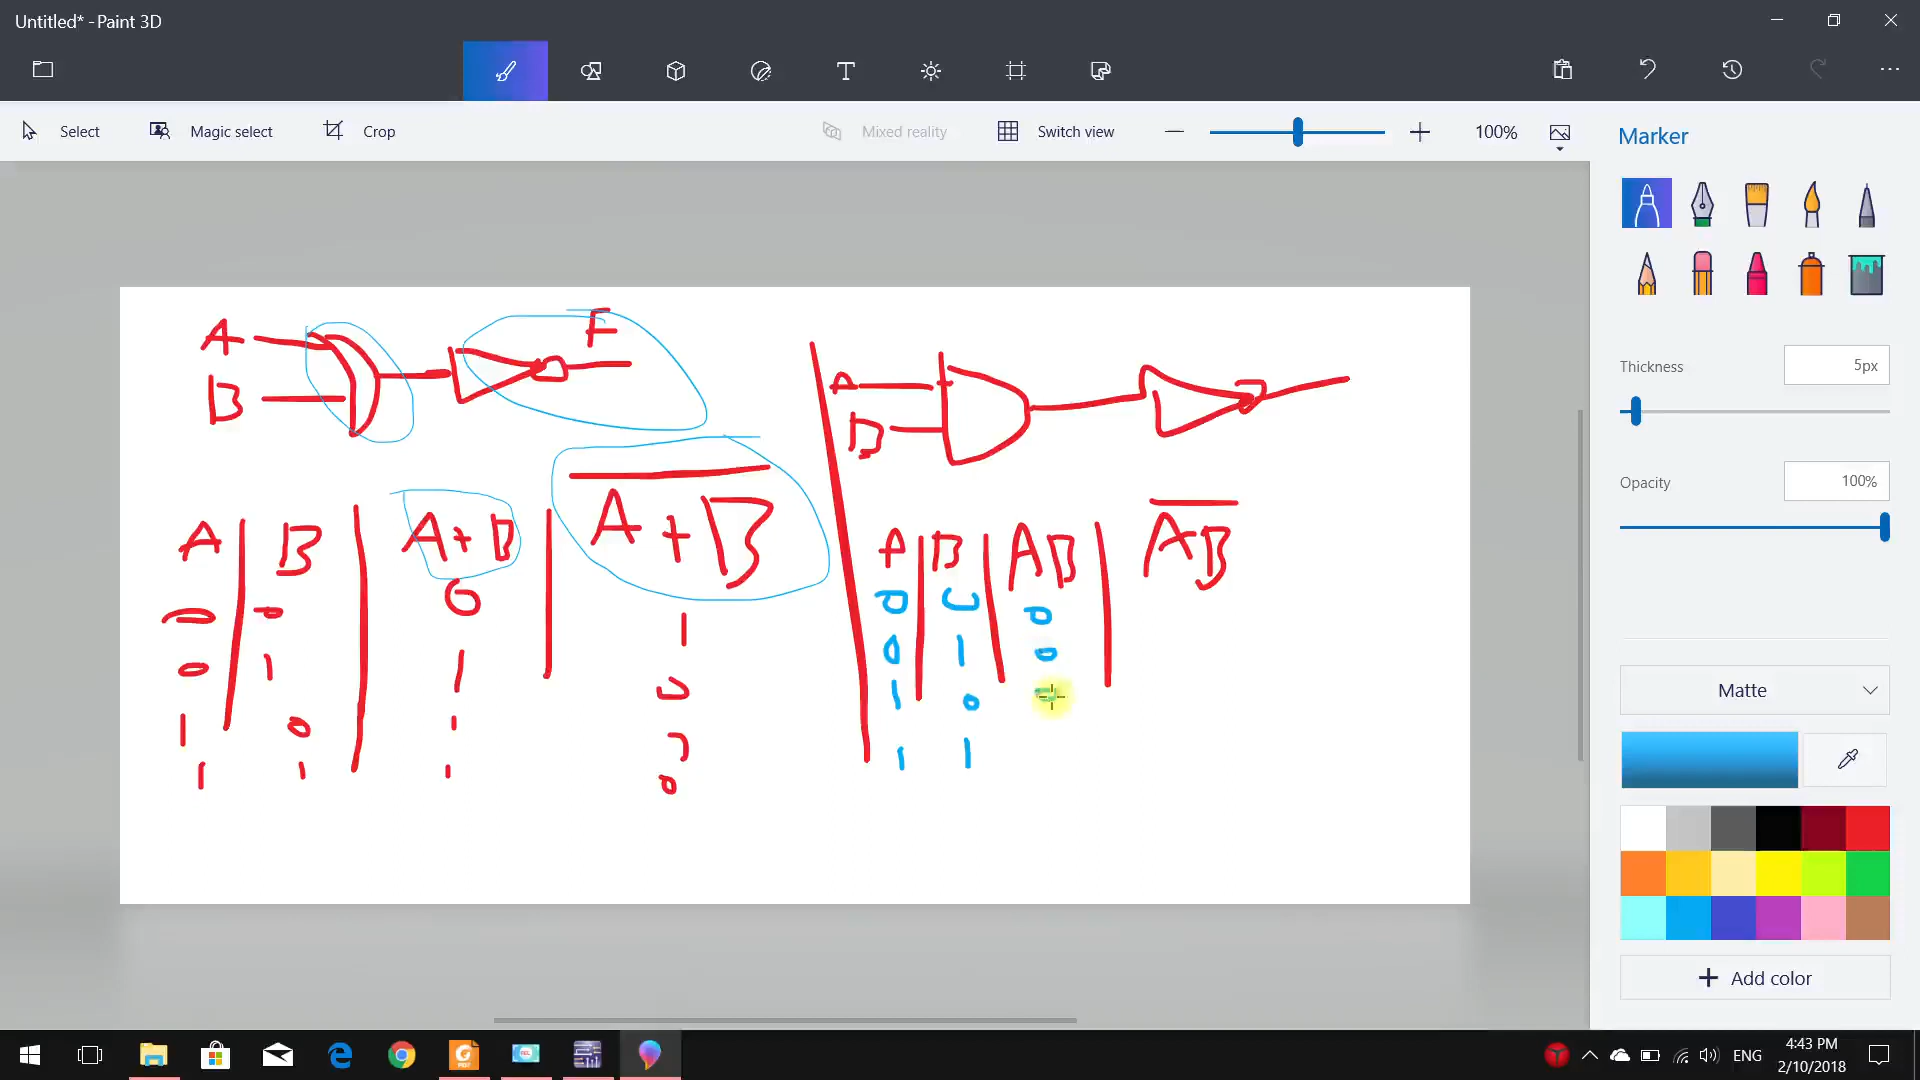 Untitled* - Paint 3D
Select
Magic select
Crop
Mixed reality
Switch view
100%
Marker
Thickness
5px
Opacity
100%
Matte
Add color
A
B
F
A
B
A B A+B A+B
0 0 0 1
0 1 1 0
1 0 1 0
1 1 1 0
A B AB AB
0 0 0
0 1 0
1 0
1 1
ENG
4:43 PM
2/10/2018